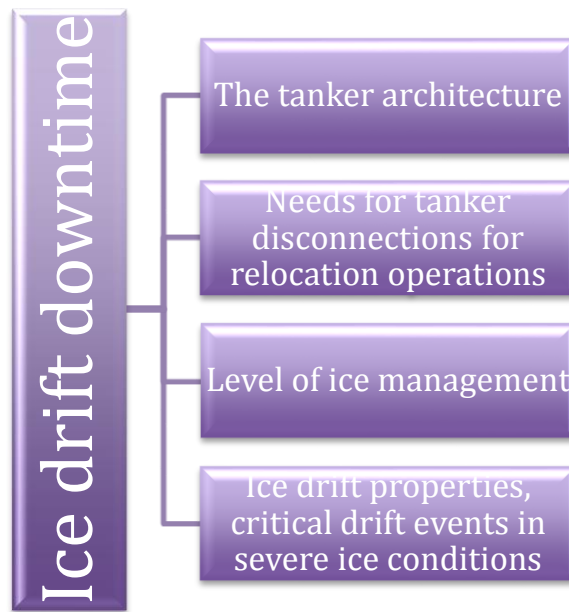 Ice drift downtime
The tanker architecture
Needs for tanker
disconnections for
relocation operations
Level of ice management
Ice drift properties,
critical drift events in
severe ice conditions